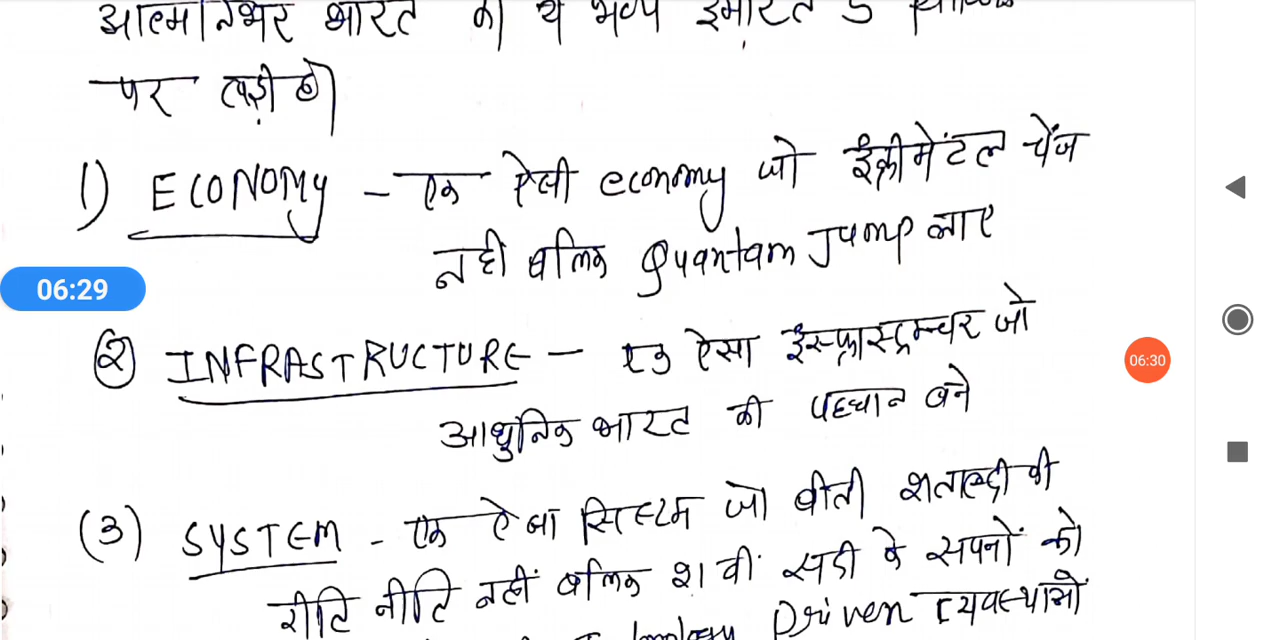 आत्मनिर्भर भारत की ये भव्य इमारत 5
पर खड़ी हो
1) ECONOMY - एक ऐसी economy जो इंक्रीमेंटल चेंज
नही बल्कि Quantam Jump लाए
06:29
② INFRASTRUCTURE - एक ऐसा इंफ्रास्ट्रक्चर जो
06:30
आधुनिक भारत की पहचान बने
(3) SYSTEM - एक ऐसा सिस्टम जो बीती शताब्दी की
रीति नीति नहीं बल्कि 21 वीं सदी के सपनों को
Driven व्यवस्थाओं